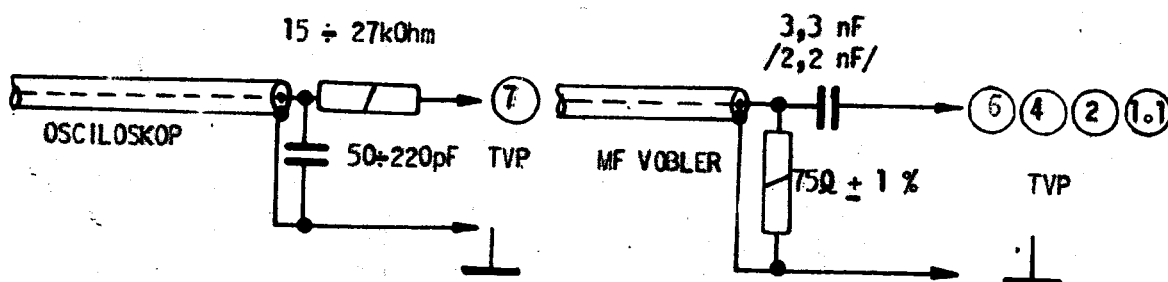 15 ÷ 27kOhm
7
OSCILOSKOP
50÷220pF
TVP
3,3 nF
/2,2 nF/
6 4 2 1.1
MF VOBLER
75Ω ± 1 %
TVP